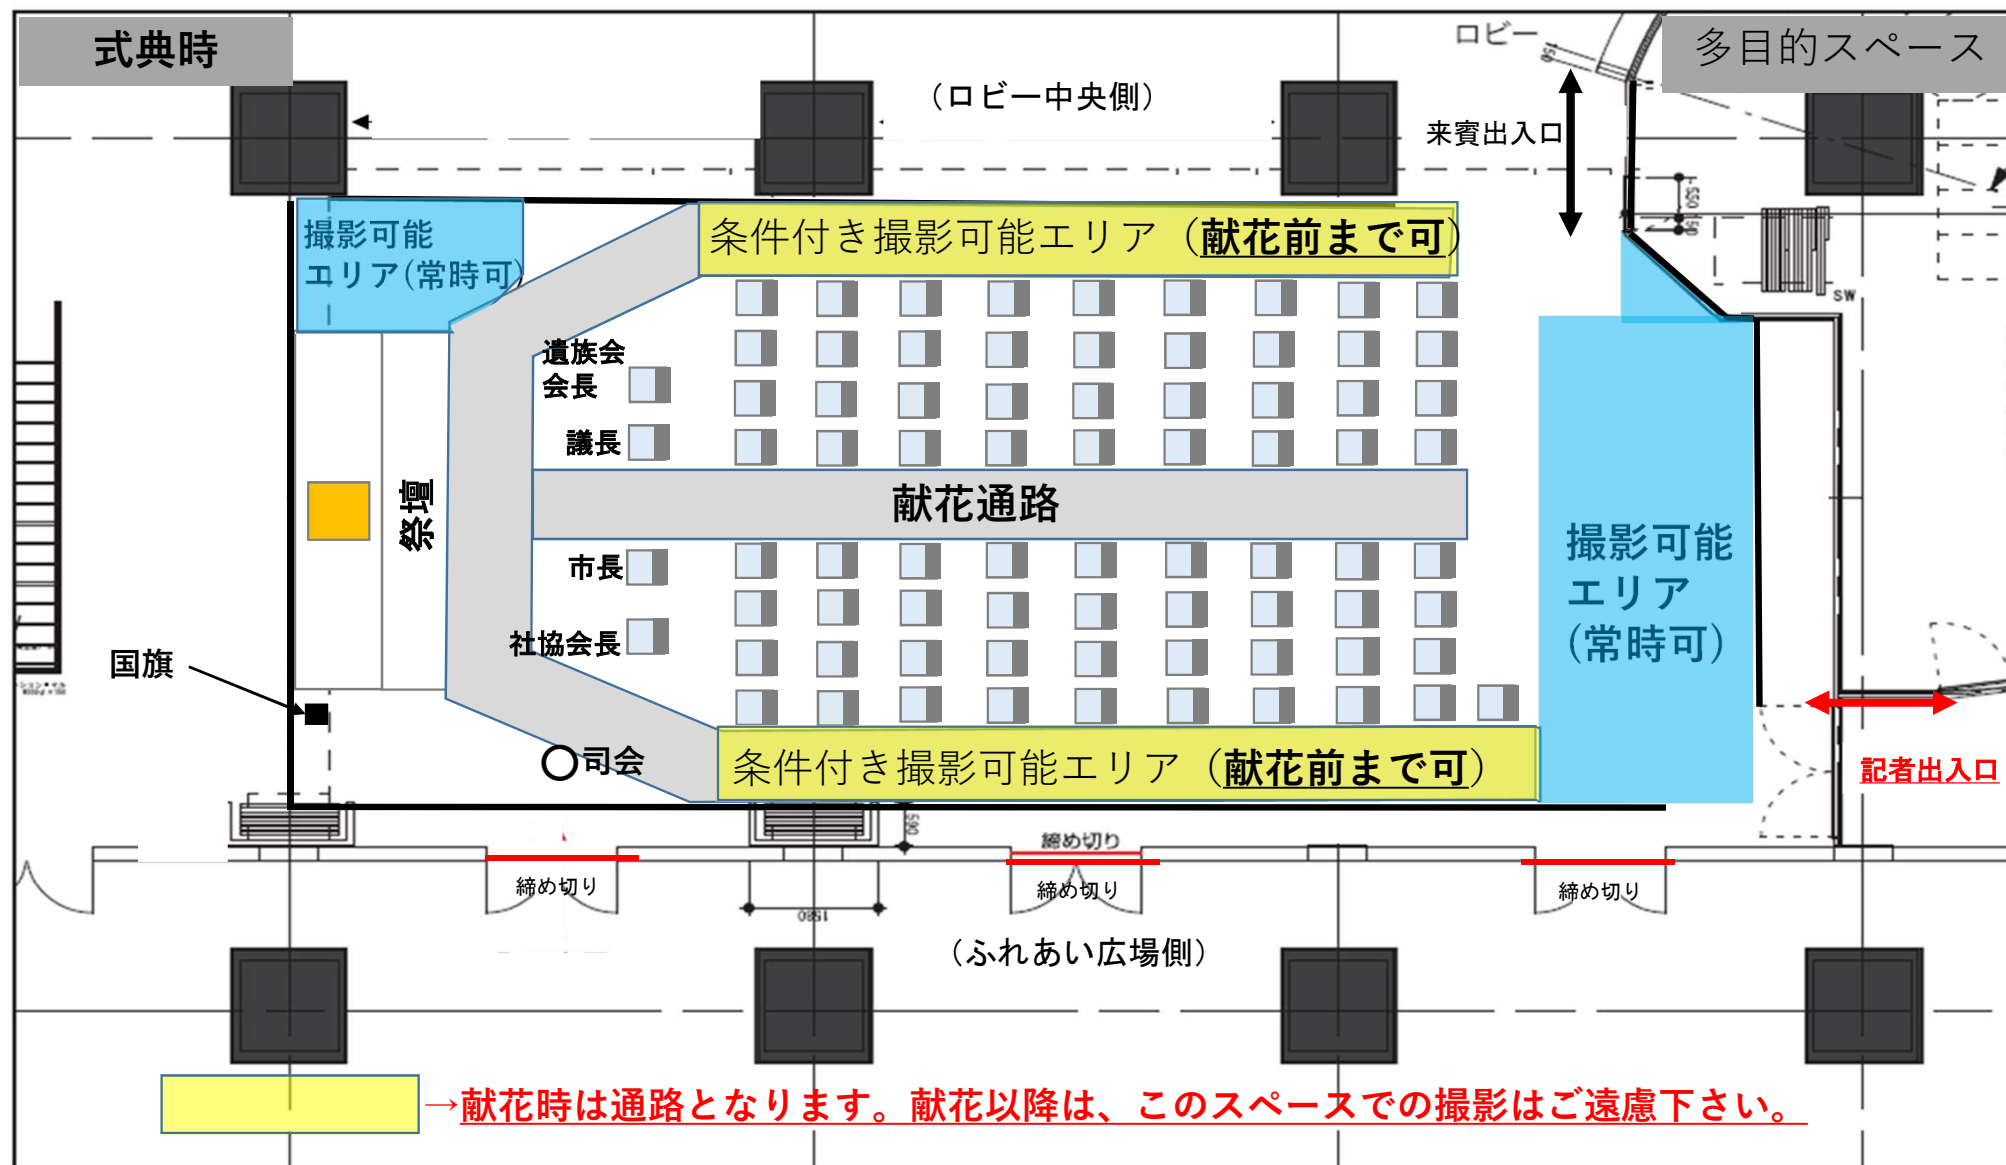 式典時
ロビー
多目的スペース
（ロビー中央側）
150
来賓出入口
550
50
撮影可能
エリア(常時可)
条件付き撮影可能エリア（献花前まで可）
SW
遺族会
会長
議長
祭壇
献花通路
市長
社協会長
撮影可能
エリア
(常時可)
国旗
司会
条件付き撮影可能エリア（献花前まで可）
記者出入口
590
締め切り
締め切り
締め切り
締め切り
1580
（ふれあい広場側）
→献花時は通路となります。献花以降は、このスペースでの撮影はご遠慮下さい。